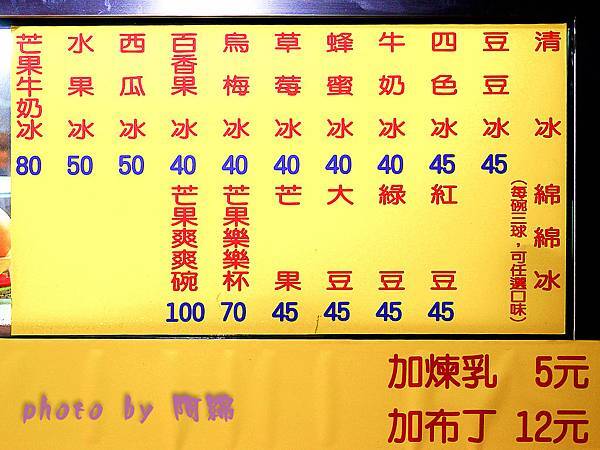 清冰
豆豆冰 45
四色冰 45
牛奶冰 40
蜂蜜冰 40
草莓冰 40
烏梅冰 40
百香果冰 40
西瓜冰 50
水果冰 50
芒果牛奶冰 80
綿綿冰
(每碗三球，可任選口味)
紅豆 45
綠豆 45
大豆 45
芒果 45
芒果樂樂杯 70
芒果爽爽碗 100
加煉乳 5元
加布丁 12元
photo by 阿歸